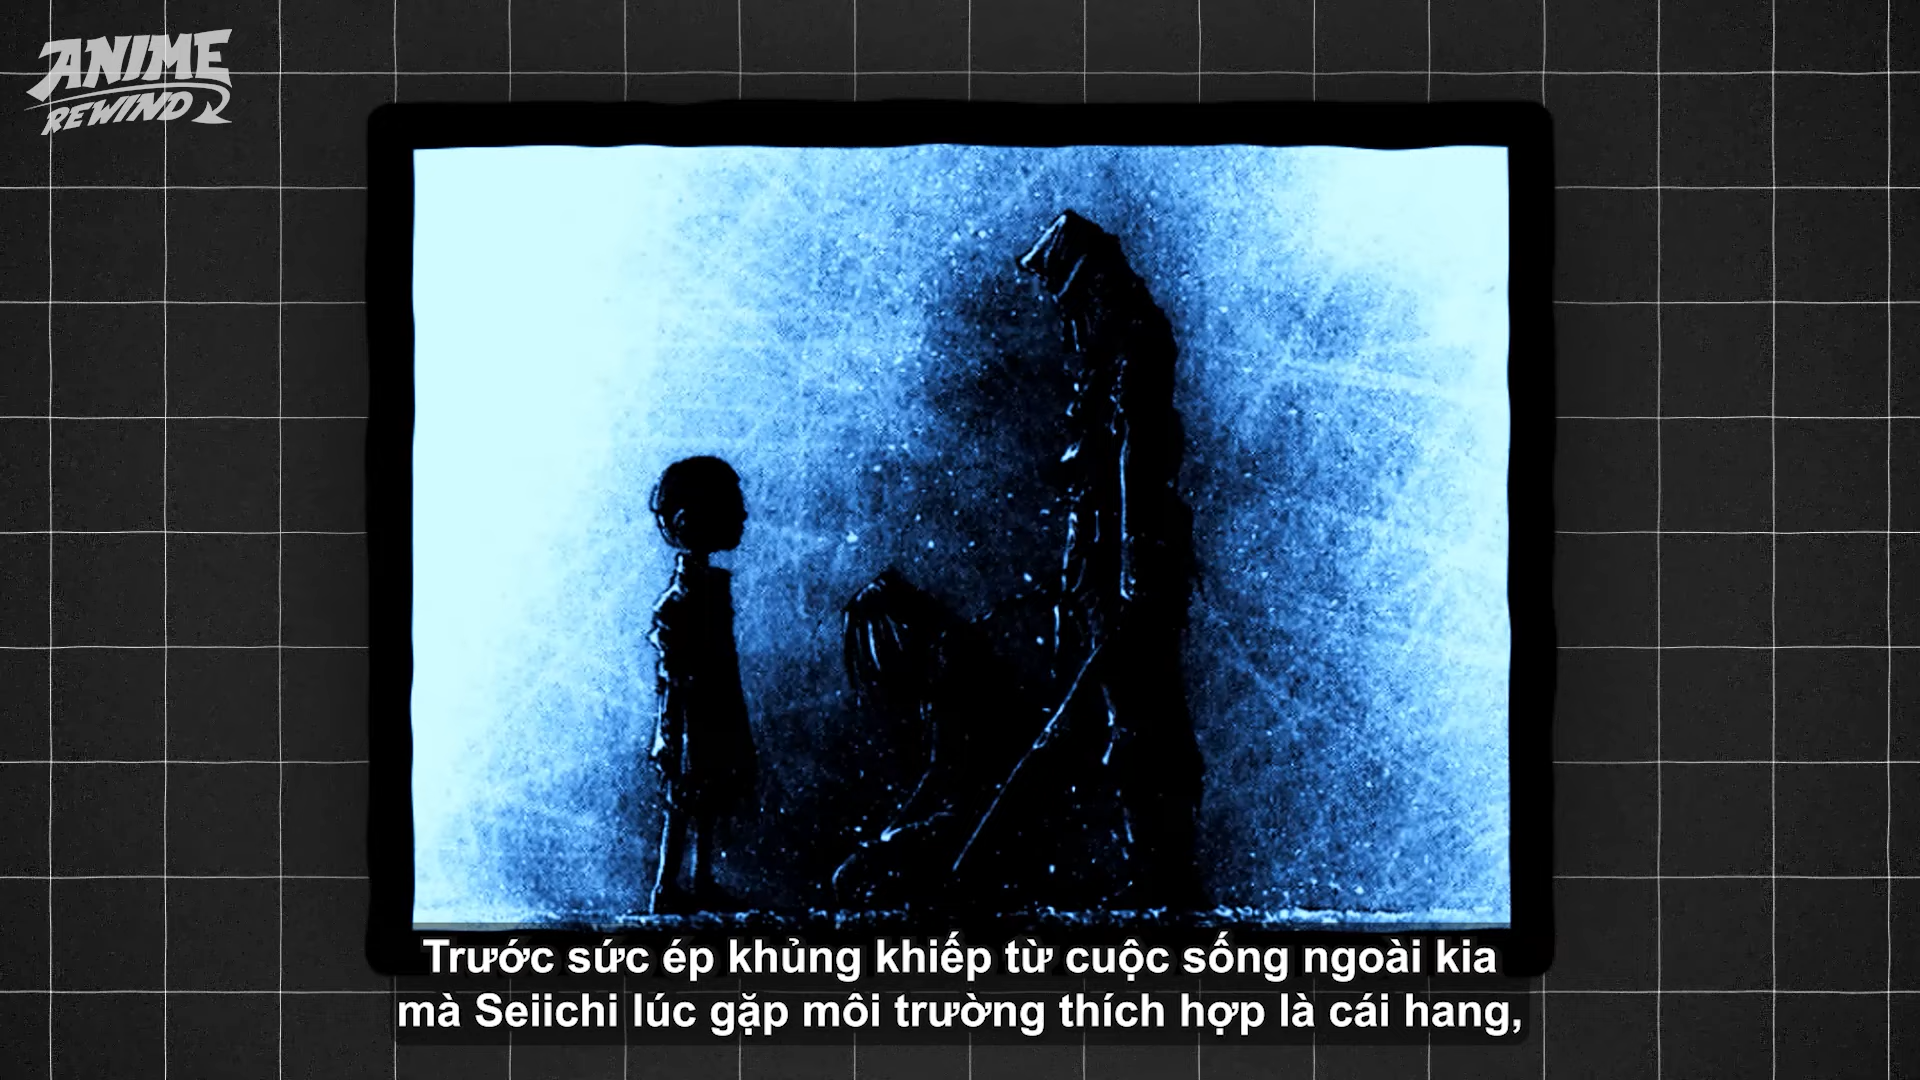 ANIME
REWIND
Trước sức ép khủng khiếp từ cuộc sống ngoài kia
mà Seiichi lúc gặp môi trường thích hợp là cái hang,